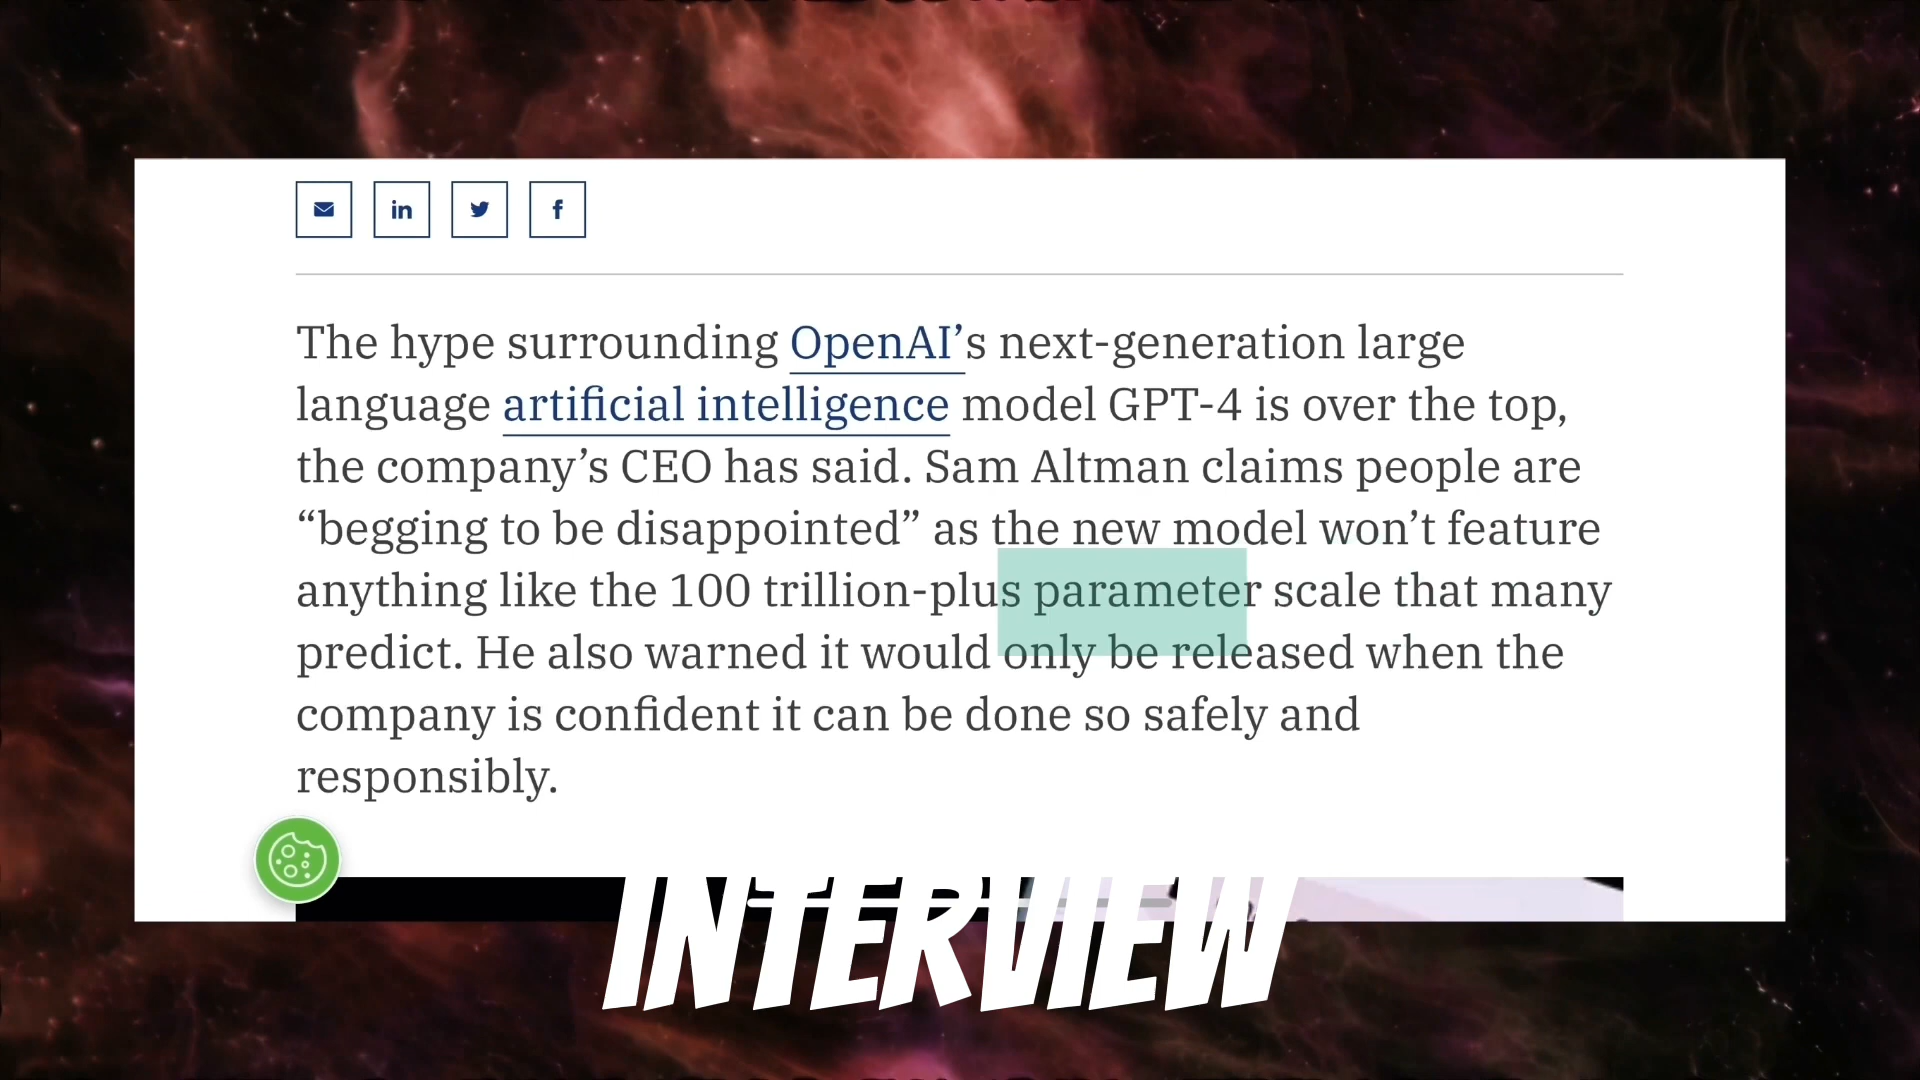 in
f
The hype surrounding OpenAI’s next-generation large
language artificial intelligence model GPT-4 is over the top,
the company’s CEO has said. Sam Altman claims people are
“begging to be disappointed” as the new model won’t feature
anything like the 100 trillion-plus parameter scale that many
predict. He also warned it would only be released when the
company is confident it can be done so safely and
responsibly.
INTERVIEW